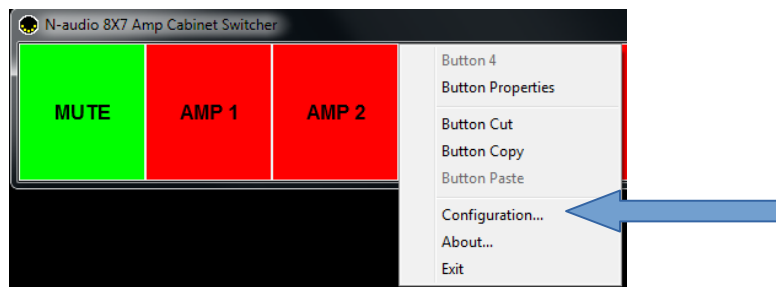 N-audio 8X7 Amp Cabinet Switcher
MUTE
AMP 1
AMP 2
Button 4
Button Properties
Button Cut
Button Copy
Button Paste
Configuration...
About...
Exit